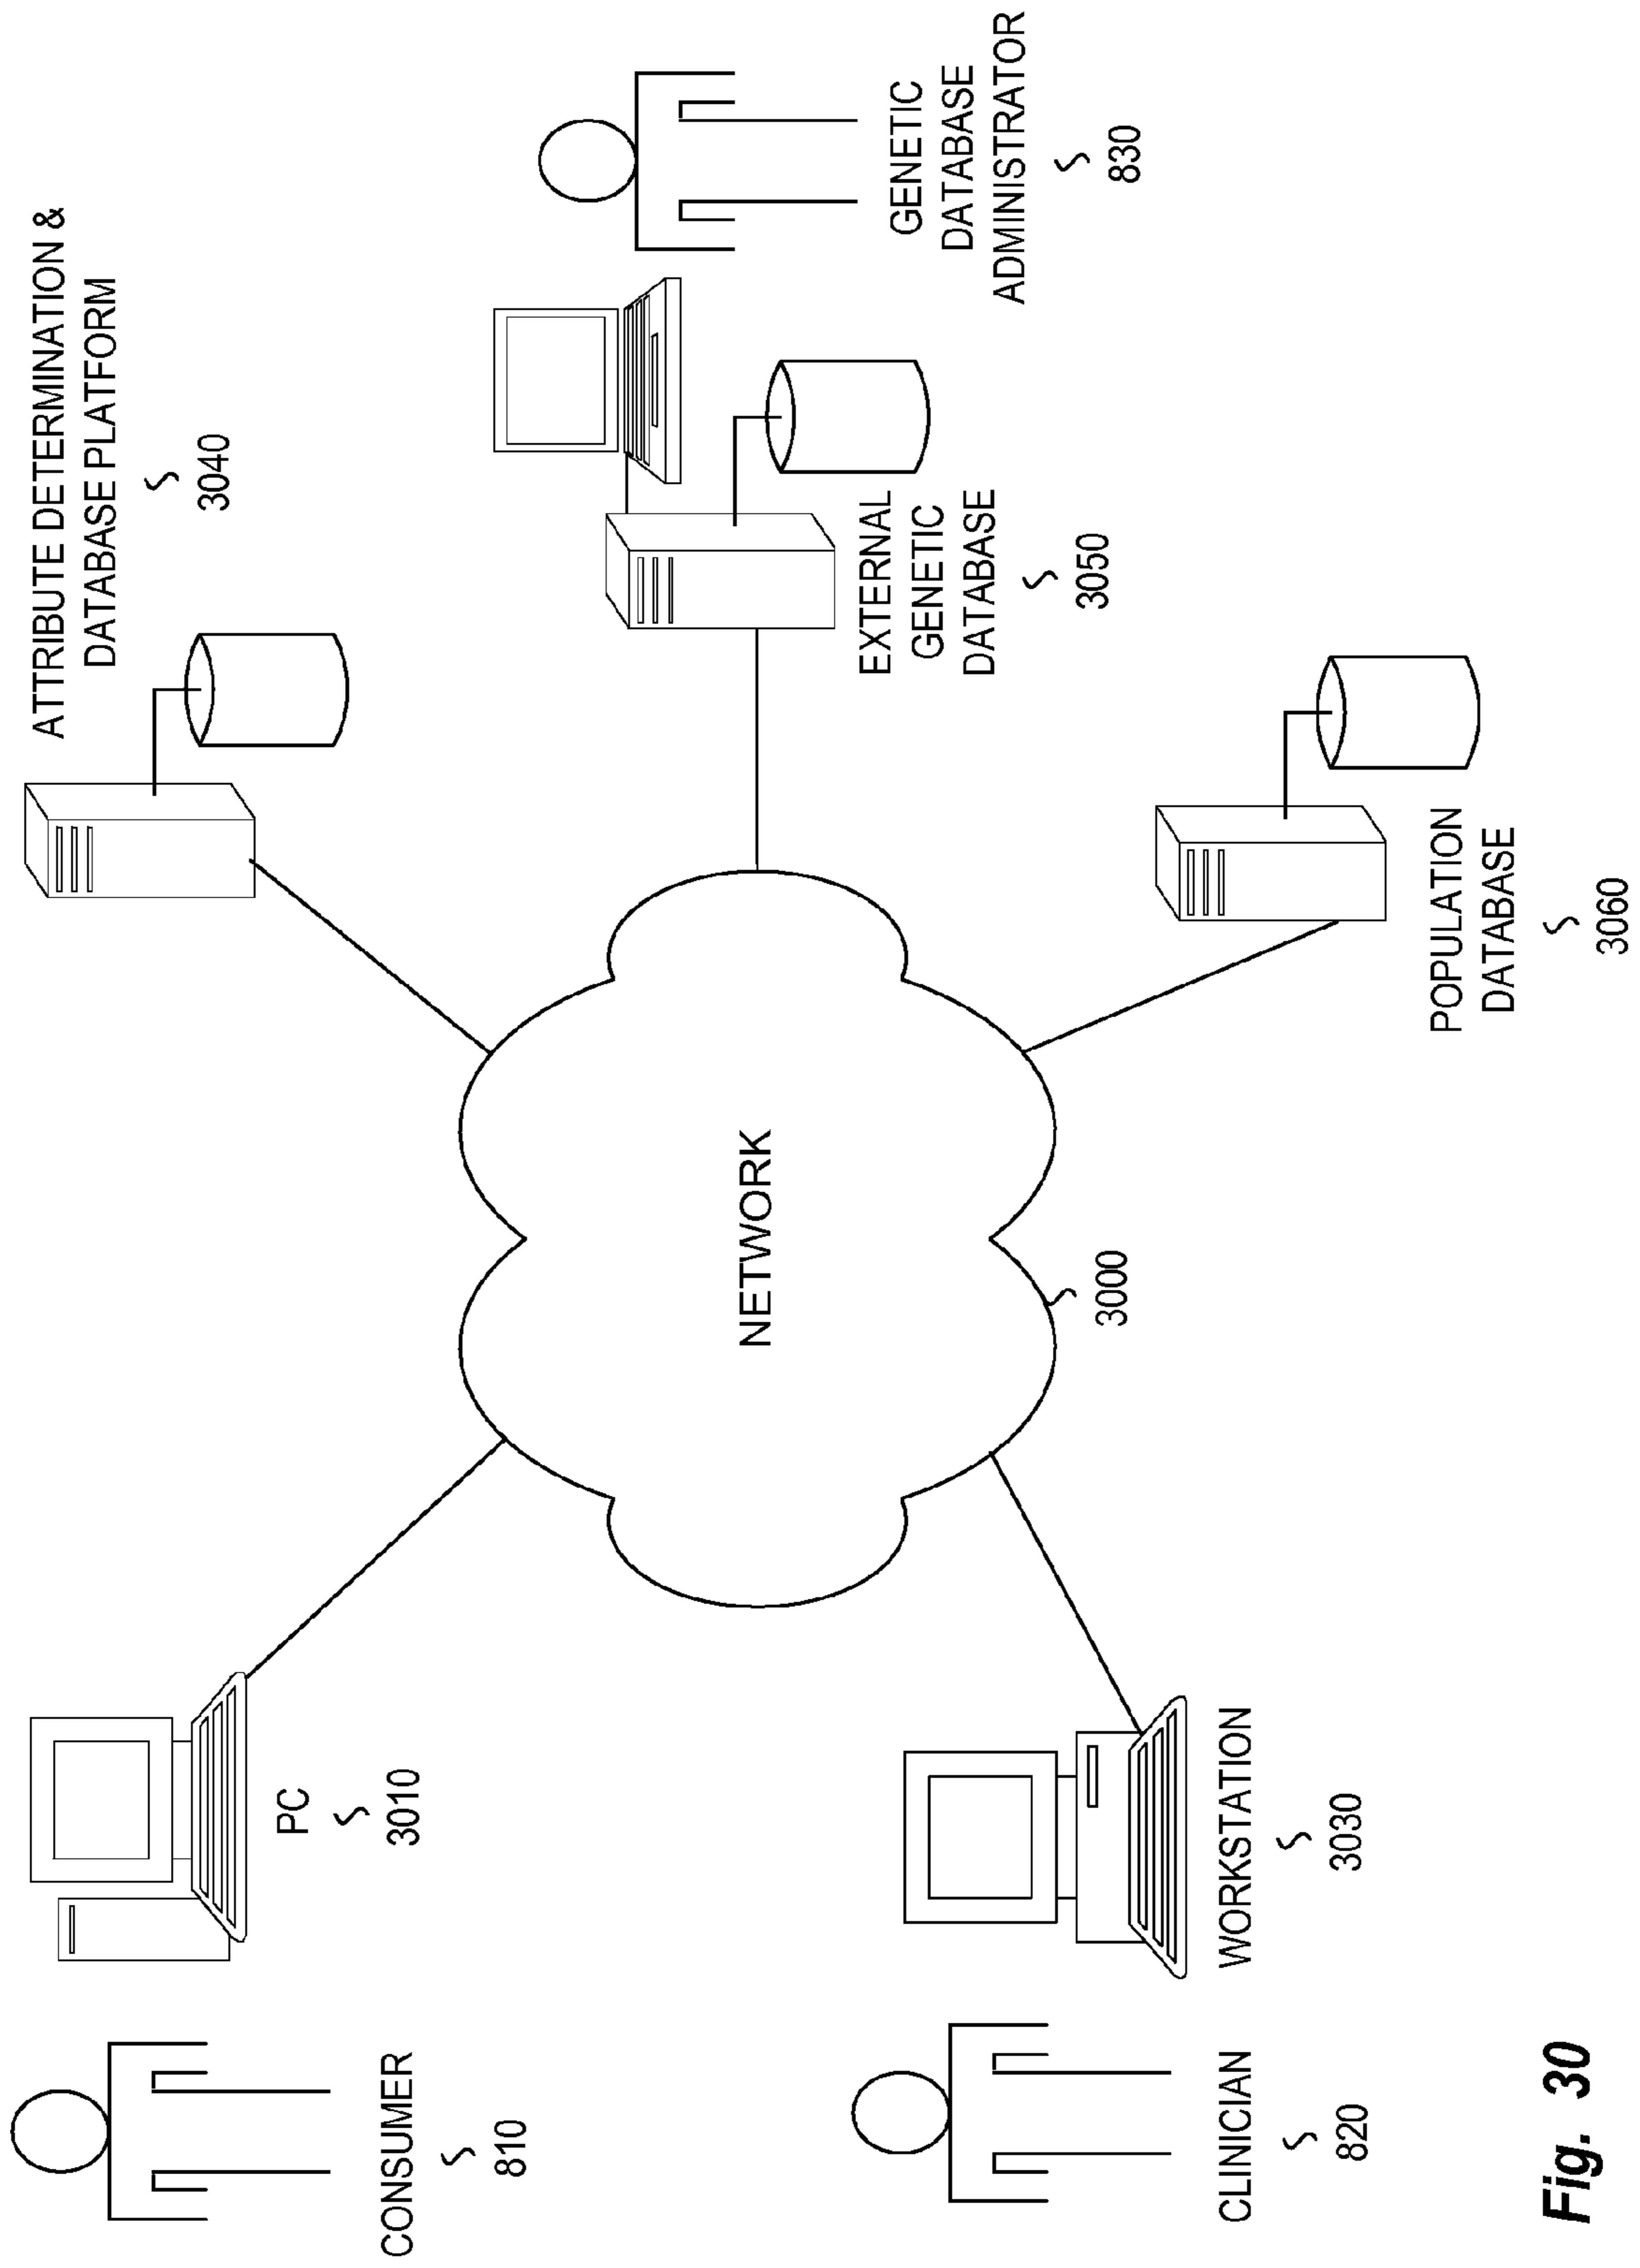 ATTRIBUTE DETERMINATION &
DATABASE PLATFORM
3040
CONSUMER
810
PC
3010
NETWORK
3000
EXTERNAL
GENETIC
DATABASE
3050
GENETIC
DATABASE
ADMINISTRATOR
830
CLINICIAN
820
WORKSTATION
3030
POPULATION
DATABASE
3060
Fig. 30